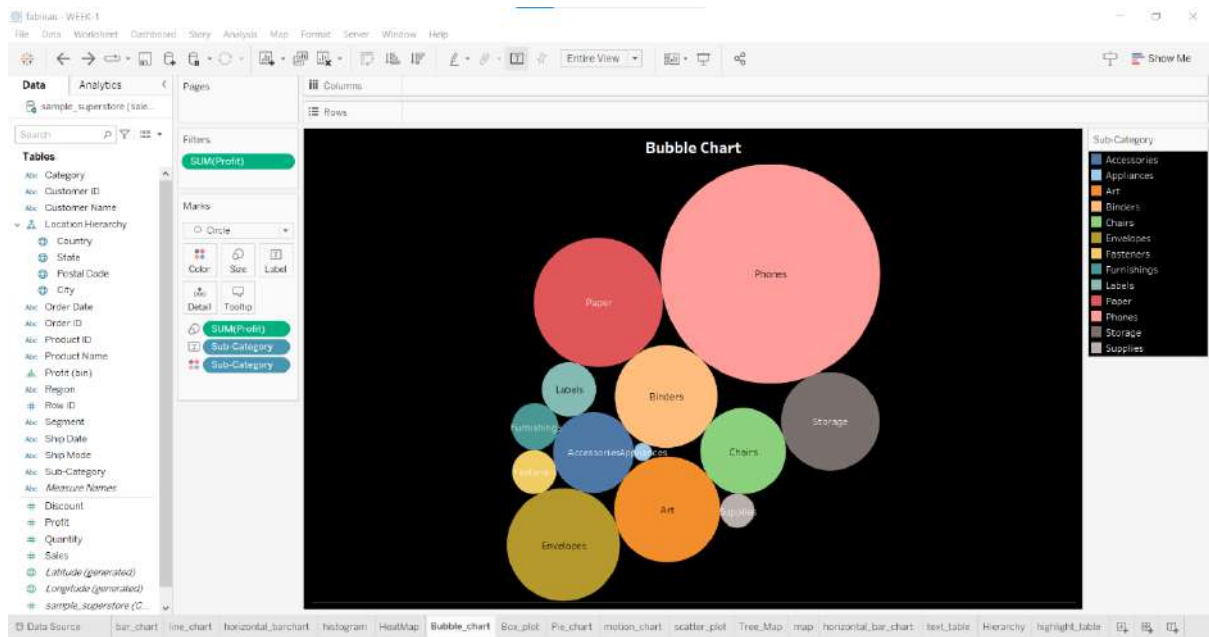 fabinau - WEEK-1
File Data Worksheet Dashboard Story Analysis Map Format Server Window Help
Entire View
Show Me
Data Analytics
Pages
Columns
sample_superstore (sale...
Rows
Search
Filters
SUM(Profit)
Tables
Category
Customer ID
Customer Name
Location Hierarchy
Country
State
Postal Code
City
Order Date
Order ID
Product ID
Product Name
Profit (bin)
Region
Row ID
Segment
Ship Date
Ship Mode
Sub-Category
Measure Names
Discount
Profit
Quantity
Sales
Latitude (generated)
Longitude (generated)
sample_superstore (C...
Marks
Circle
Color Size Label
Detail Tooltip
SUM(Profit)
Sub-Category
Sub-Category
Bubble Chart
Phones
Paper
Labels
Binders
Furnishings
Storage
Accessories
Appliances
Chairs
Fasteners
Art
Supplies
Envelopes
Sub-Category
Accessories
Appliances
Art
Binders
Chairs
Envelopes
Fasteners
Furnishings
Labels
Paper
Phones
Storage
Supplies
Data Source bar_chart line_chart horizontal_barchart histogram HeatMap Bubble_chart Box_plot Pie_chart motion_chart scatter_plot Tree_Map map horizontal_bar_chart text_table Hierarchy highlight_table